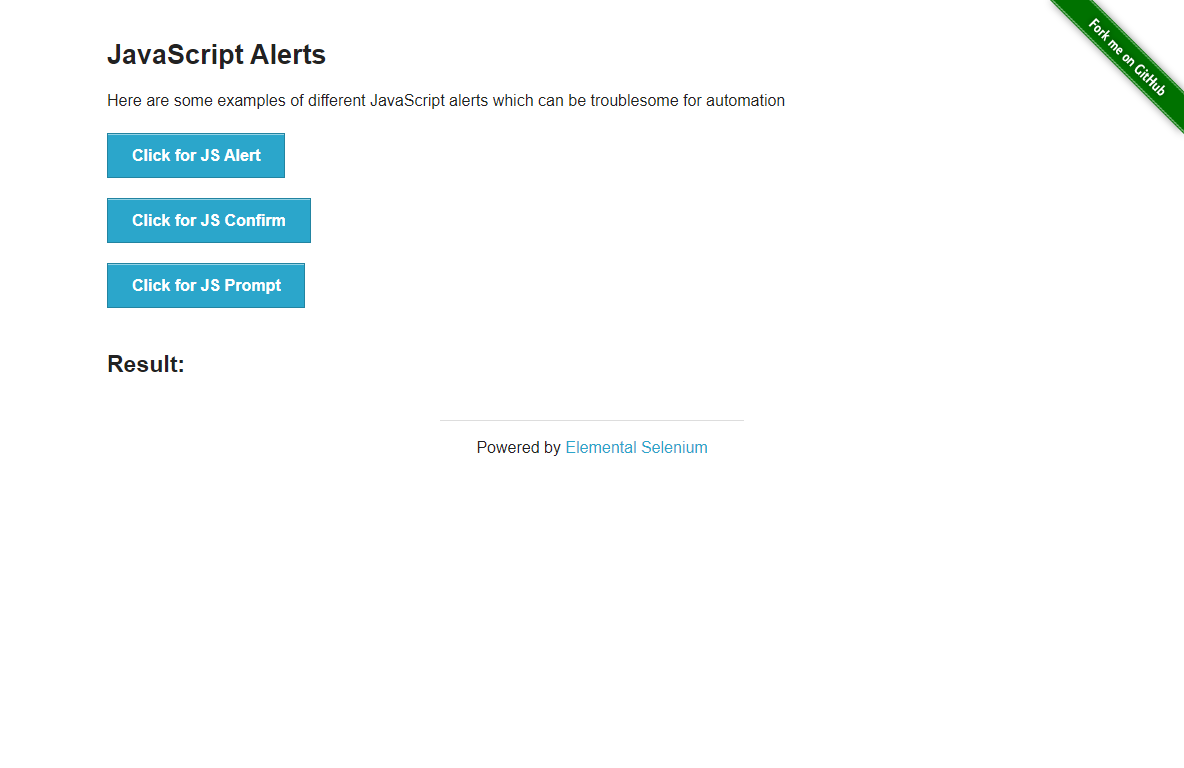 Fork me on GitHub
JavaScript Alerts
Here are some examples of different JavaScript alerts which can be troublesome for automation
Click for JS Alert
Click for JS Confirm
Click for JS Prompt
Result:
Powered by Elemental Selenium